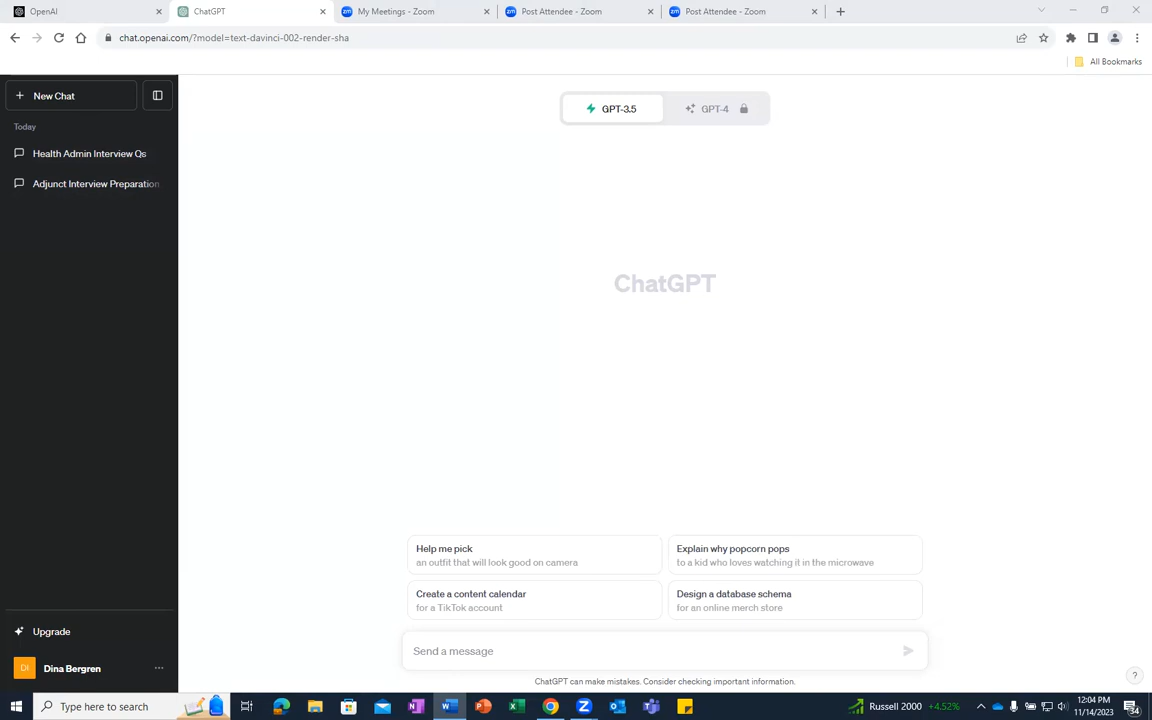 OpenAI
ChatGPT
My Meetings - Zoom
Post Attendee - Zoom
Post Attendee - Zoom
chat.openai.com/?model=text-davinci-002-render-sha
All Bookmarks
New Chat
Today
Health Admin Interview Qs
Adjunct Interview Preparation
GPT-3.5
GPT-4
ChatGPT
Help me pick
an outfit that will look good on camera
Explain why popcorn pops
to a kid who loves watching it in the microwave
Create a content calendar
for a TikTok account
Design a database schema
for an online merch store
Send a message
ChatGPT can make mistakes. Consider checking important information.
?
Upgrade
DI
Dina Bergren
Type here to search
Russell 2000 +4.52%
12:04 PM
11/14/2023
34